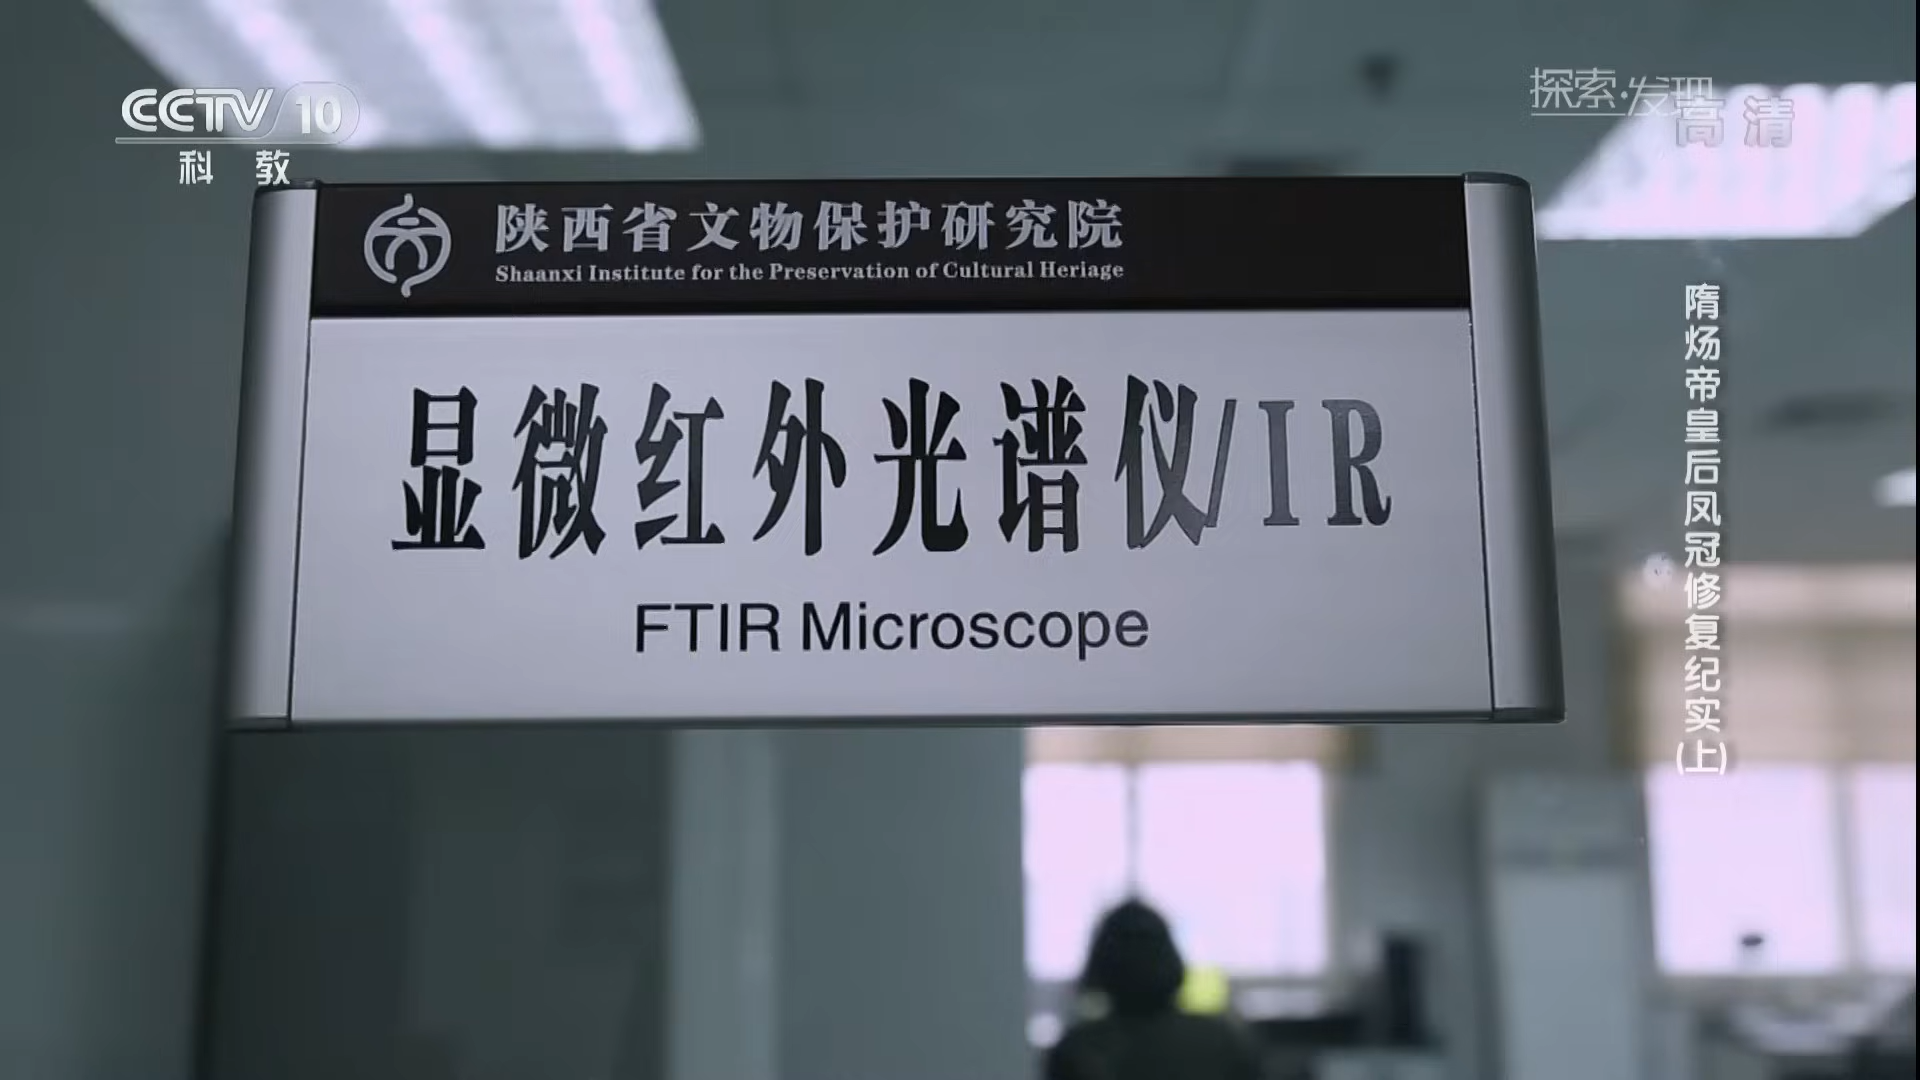 CCTV 10
科教
探索·发现
高清
陕西省文物保护研究院
Shaanxi Institute for the Preservation of Cultural Heriage
显微红外光谱仪/IR
FTIR Microscope
隋炀帝皇后凤冠修复纪实(上)